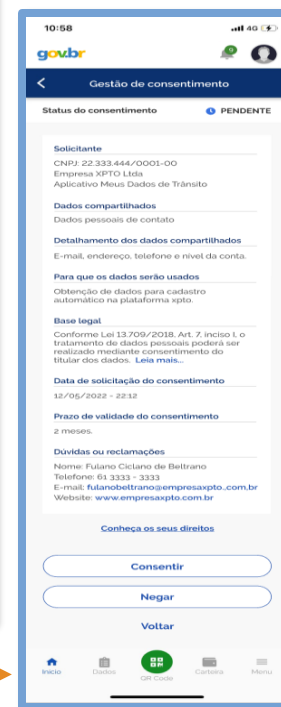 10:58
4G
gov.br
9
Gestão de consentimento
Status do consentimento
PENDENTE
Solicitante
CNPJ: 22.333.444/0001-00
Empresa XPTO Ltda
Aplicativo Meus Dados de Trânsito
Dados compartilhados
Dados pessoais de contato
Detalhamento dos dados compartilhados
E-mail, endereço, telefone e nível da conta.
Para que os dados serão usados
Obtenção de dados para cadastro
automático na plataforma xpto.
Base legal
Conforme Lei 13.709/2018, Art. 7, inciso I, o
tratamento de dados pessoais poderá ser
realizado mediante consentimento do
titular dos dados. Leia mais...
Data de solicitação do consentimento
12/05/2022 - 22:12
Prazo de validade do consentimento
2 meses.
Dúvidas ou reclamações
Nome: Fulano Ciclano de Beltrano
Telefone: 61 3333 - 3333
E-mail: fulanobeltrano@empresaxpto.com.br
Website: www.empresaxpto.com.br
Conheça os seus direitos
Consentir
Negar
Voltar
Início
Dados
QR Code
Carteira
Menu